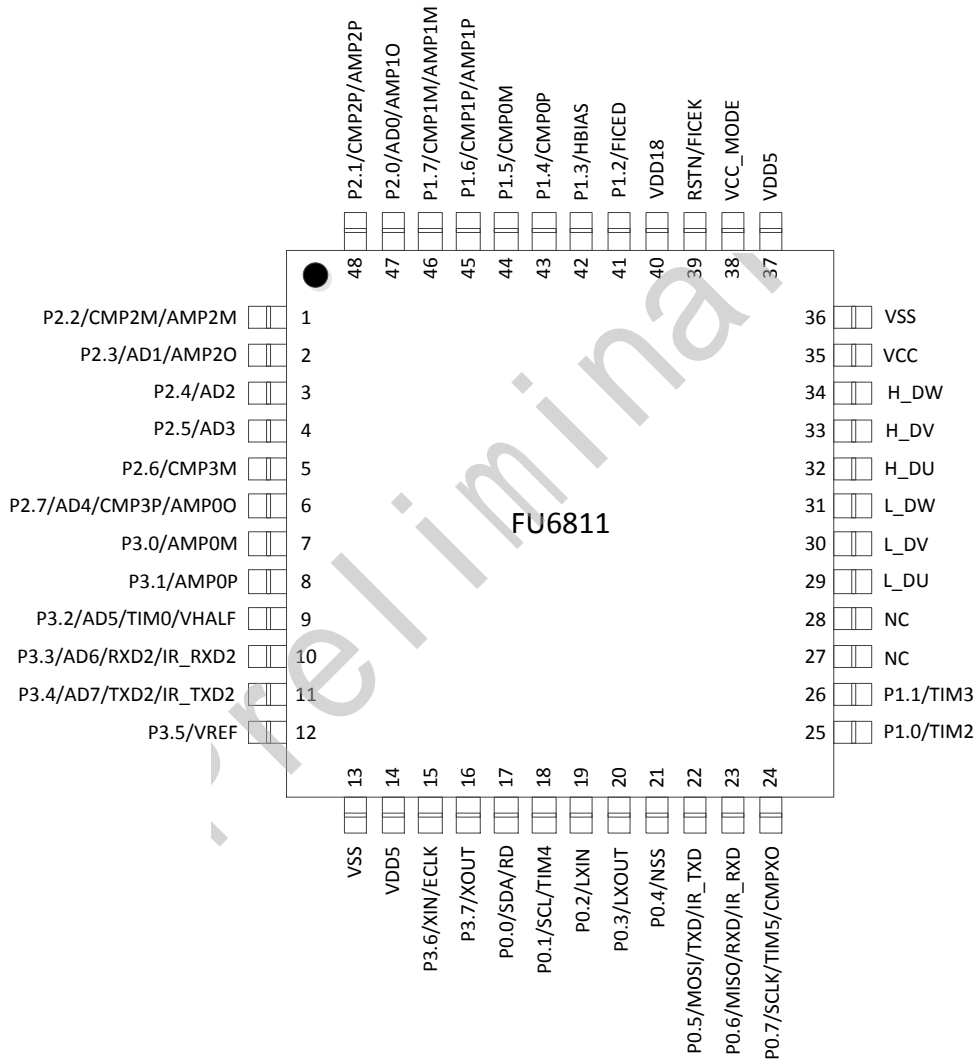 P2.1/CMP2P/AMP2P
P2.0/AD0/AMP1O
P1.7/CMP1M/AMP1M
P1.6/CMP1P/AMP1P
P1.5/CMP0M
P1.4/CMP0P
P1.3/HBIAS
P1.2/FICED
VDD18
RSTN/FICEK
VCC_MODE
VDD5
48
47
46
45
44
43
42
41
40
39
38
37
P2.2/CMP2M/AMP2M 1
P2.3/AD1/AMP2O 2
P2.4/AD2 3
P2.5/AD3 4
P2.6/CMP3M 5
P2.7/AD4/CMP3P/AMP0O 6
P3.0/AMP0M 7
P3.1/AMP0P 8
P3.2/AD5/TIM0/VHALF 9
P3.3/AD6/RXD2/IR_RXD2 10
P3.4/AD7/TXD2/IR_TXD2 11
P3.5/VREF 12
FU6811
Preliminar
36 VSS
35 VCC
34 H_DW
33 H_DV
32 H_DU
31 L_DW
30 L_DV
29 L_DU
28 NC
27 NC
26 P1.1/TIM3
25 P1.0/TIM2
13
14
15
16
17
18
19
20
21
22
23
24
VSS
VDD5
P3.6/XIN/ECLK
P3.7/XOUT
P0.0/SDA/RD
P0.1/SCL/TIM4
P0.2/LXIN
P0.3/LXOUT
P0.4/NSS
P0.5/MOSI/TXD/IR_TXD
P0.6/MISO/RXD/IR_RXD
P0.7/SCLK/TIM5/CMPXO